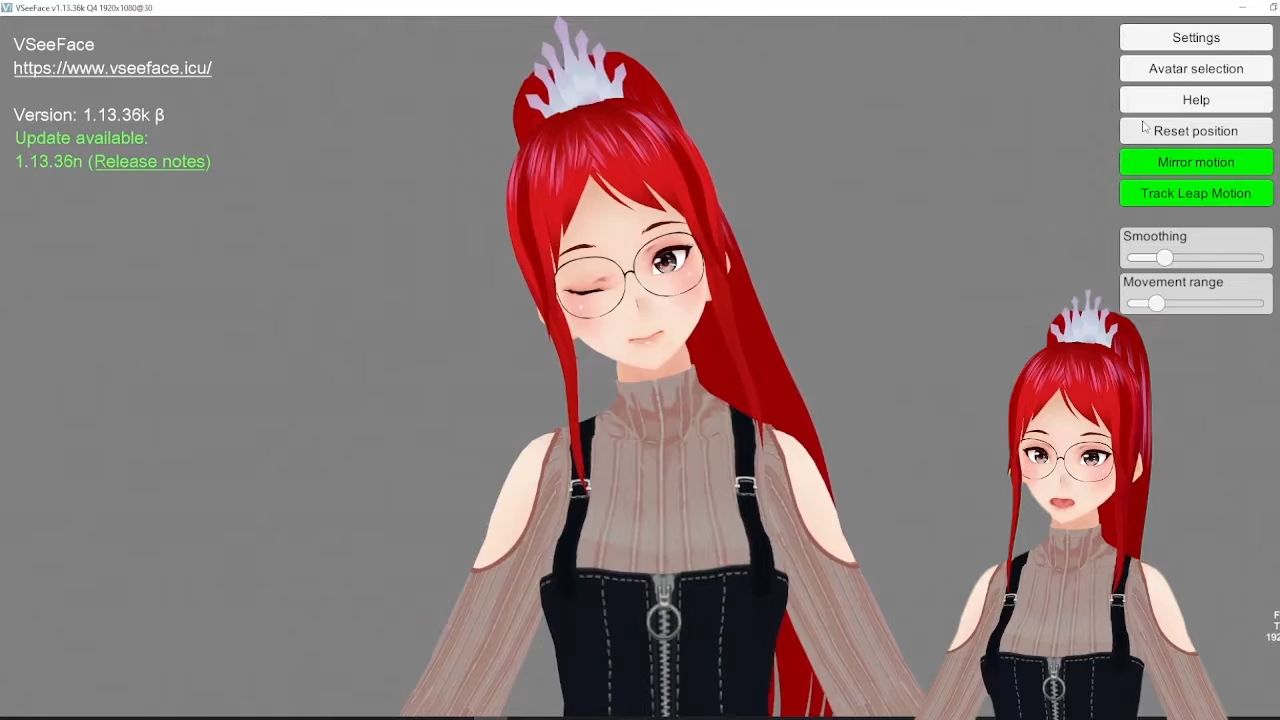 VSeeFace v1.13.36k Q4 1920x1080@30
VSeeFace
https://www.vseeface.icu/
Version: 1.13.36k β
Update available:
1.13.36n (Release notes)
Settings
Avatar selection
Help
Reset position
Mirror motion
Track Leap Motion
Smoothing
Movement range
F
T
192